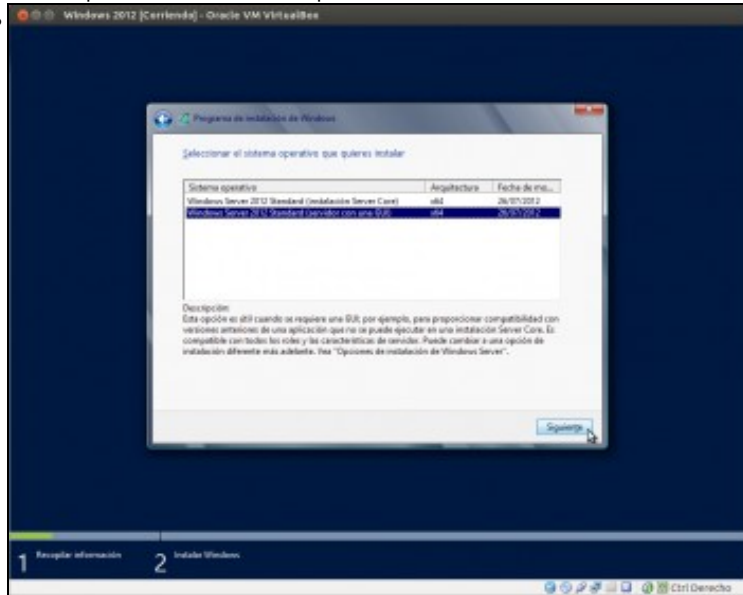 Windows 2012 [Corriendo] - Oracle VM VirtualBox
Programa de instalación de Windows
Seleccionar el sistema operativo que quieres instalar
Sistema operativo Arquitectura Fecha de mo...
Windows Server 2012 Standard (instalación Server Core) x64 26/07/2012
Windows Server 2012 Standard (servidor con una GUI) x64 26/07/2012
Descripción:
Esta opción es útil cuando se requiere una GUI; por ejemplo, para proporcionar compatibilidad con
versiones anteriores de una aplicación que no se puede ejecutar en una instalación Server Core. Es
compatible con todos los roles y las características de servidor. Puede cambiar a una opción de
instalación diferente más adelante. Vea "Opciones de instalación de Windows Server".
Siguiente
1 Recopilar información 2 Instalar Windows
Ctrl Derecho